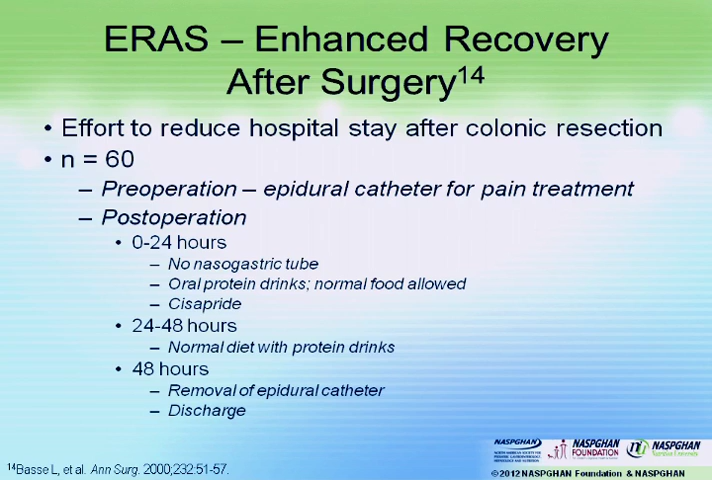 ERAS – Enhanced Recovery
After Surgery14
• Effort to reduce hospital stay after colonic resection
• n = 60
– Preoperation – epidural catheter for pain treatment
– Postoperation
• 0-24 hours
– No nasogastric tube
– Oral protein drinks; normal food allowed
– Cisapride
• 24-48 hours
– Normal diet with protein drinks
• 48 hours
– Removal of epidural catheter
– Discharge
NASPGHAN
NASPGHAN
FOUNDATION
NASPGHAN
14Basse L, et al. Ann Surg. 2000;232:51-57.
©2012 NASPGHAN Foundation & NASPGHAN